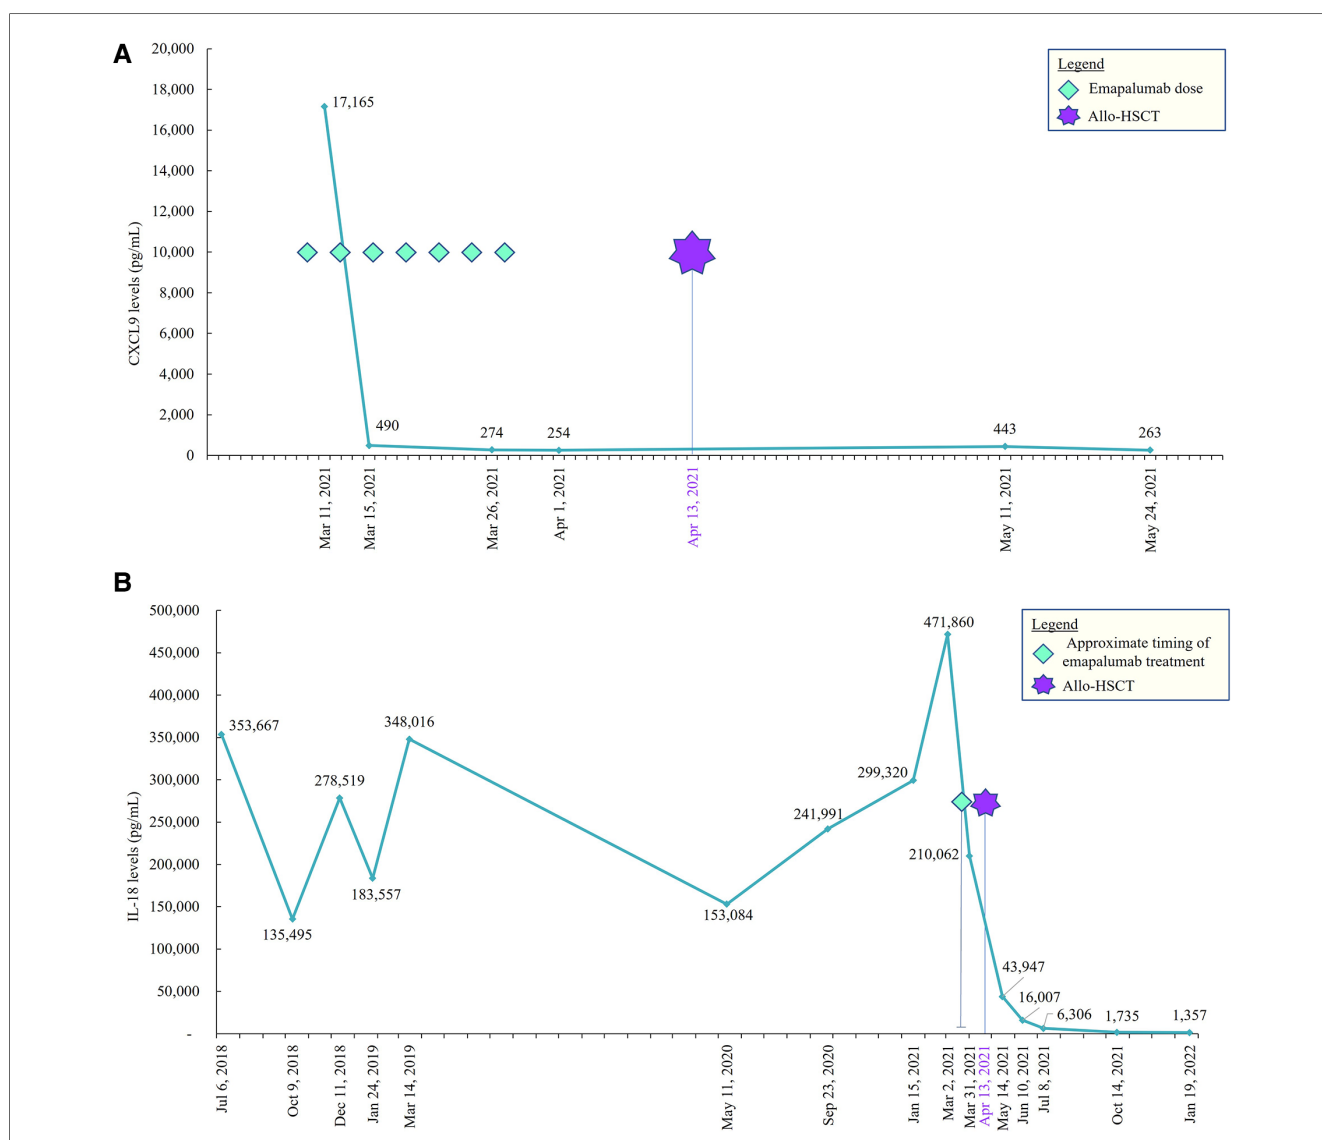 A
20,000
18,000
16,000
14,000
12,000
10,000
8,000
6,000
4,000
2,000
0
CXCL9 levels (pg/mL)
17,165
490
274
254
443
263
Legend
Emapalumab dose
Allo-HSCT
Mar 11, 2021
Mar 15, 2021
Mar 26, 2021
Apr 1, 2021
Apr 13, 2021
May 11, 2021
May 24, 2021
B
500,000
450,000
400,000
350,000
300,000
250,000
200,000
150,000
100,000
50,000
-
IL-18 levels (pg/mL)
353,667
135,495
278,519
183,557
348,016
153,084
241,991
299,320
471,860
210,062
43,947
16,007
6,306
1,735
1,357
Legend
Approximate timing of
emapalumab treatment
Allo-HSCT
Jul 6, 2018
Oct 9, 2018
Dec 11, 2018
Jan 24, 2019
Mar 14, 2019
May 11, 2020
Sep 23, 2020
Jan 15, 2021
Mar 2, 2021
Mar 31, 2021
Apr 13, 2021
May 14, 2021
Jun 10, 2021
Jul 8, 2021
Oct 14, 2021
Jan 19, 2022